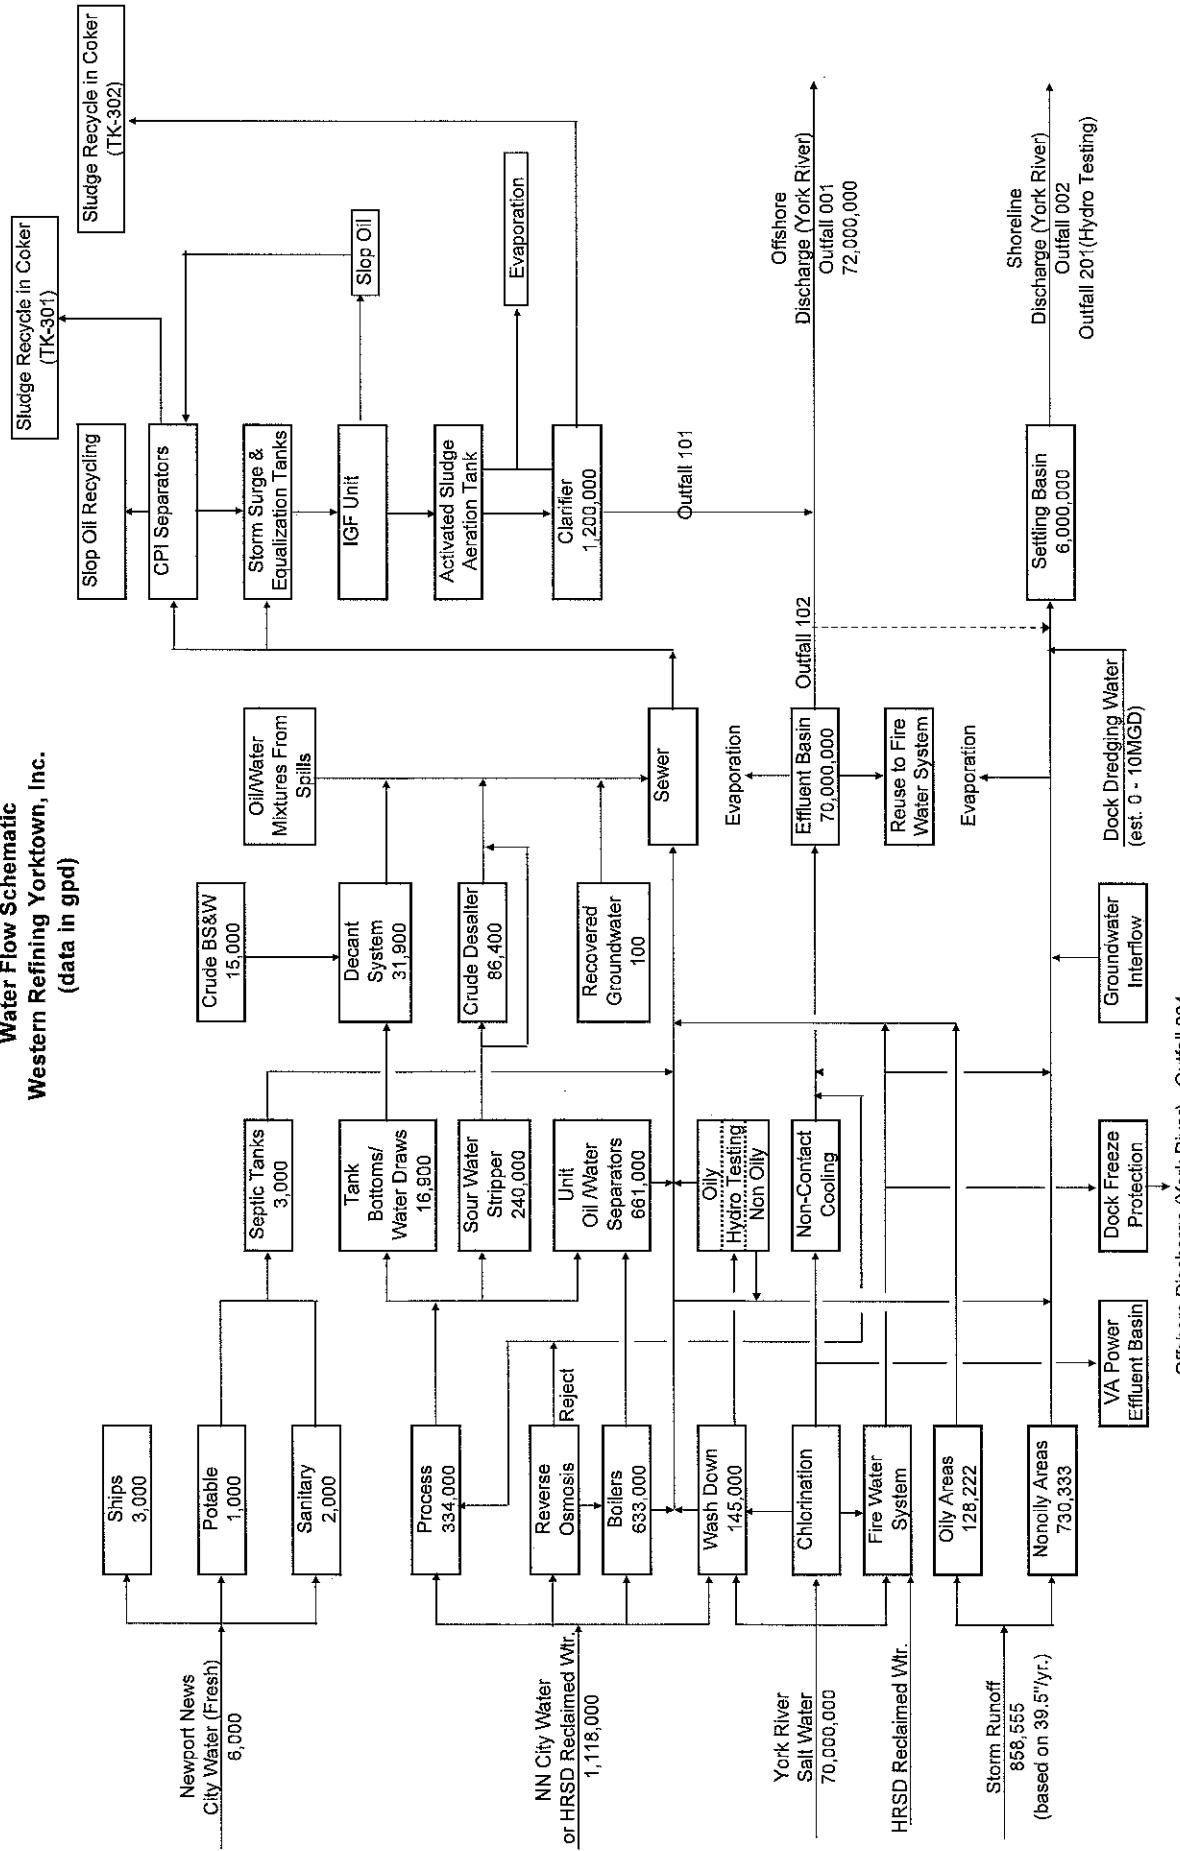 Water Flow Schematic
Western Refining Yorktown, Inc.
(data in gpd)
Newport News
City Water (Fresh)
6,000
NN City Water
or HRSD Reclaimed Wtr.
1,118,000
York River
Salt Water
70,000,000
HRSD Reclaimed Wtr.
Storm Runoff
858,555
(based on 39.5"/yr.)
Ships
3,000
Potable
1,000
Sanitary
2,000
Process
334,000
Reverse
Osmosis
Reject
Boilers
633,000
Wash Down
145,000
Chlorination
Fire Water
System
Oily Areas
128,222
Nonoily Areas
730,333
Septic Tanks
3,000
Tank
Bottoms/
Water Draws
16,900
Sour Water
Stripper
240,000
Unit
Oil /Water
Separators
661,000
Oily
Hydro Testing
Non Oily
Non-Contact
Cooling
VA Power
Effluent Basin
Dock Freeze
Protection
Groundwater
Interflow
Dock Dredging Water
(est. 0 - 10MGD)
Crude BS&W
15,000
Decant
System
31,900
Crude Desalter
86,400
Recovered
Groundwater
100
Oil/Water
Mixtures From
Spills
Sewer
Evaporation
Effluent Basin
70,000,000
Reuse to Fire
Water System
Evaporation
Outfall 102
Slop Oil Recycling
CPI Separators
Storm Surge &
Equalization Tanks
IGF Unit
Activated Sludge
Aeration Tank
Clarifier
1,200,000
Outfall 101
Settling Basin
6,000,000
Sludge Recycle in Coker
(TK-301)
Sludge Recycle in Coker
(TK-302)
Slop Oil
Evaporation
Offshore
Discharge (York River)
Outfall 001
72,000,000
Shoreline
Discharge (York River)
Outfall 002
Outfall 201(Hydro Testing)